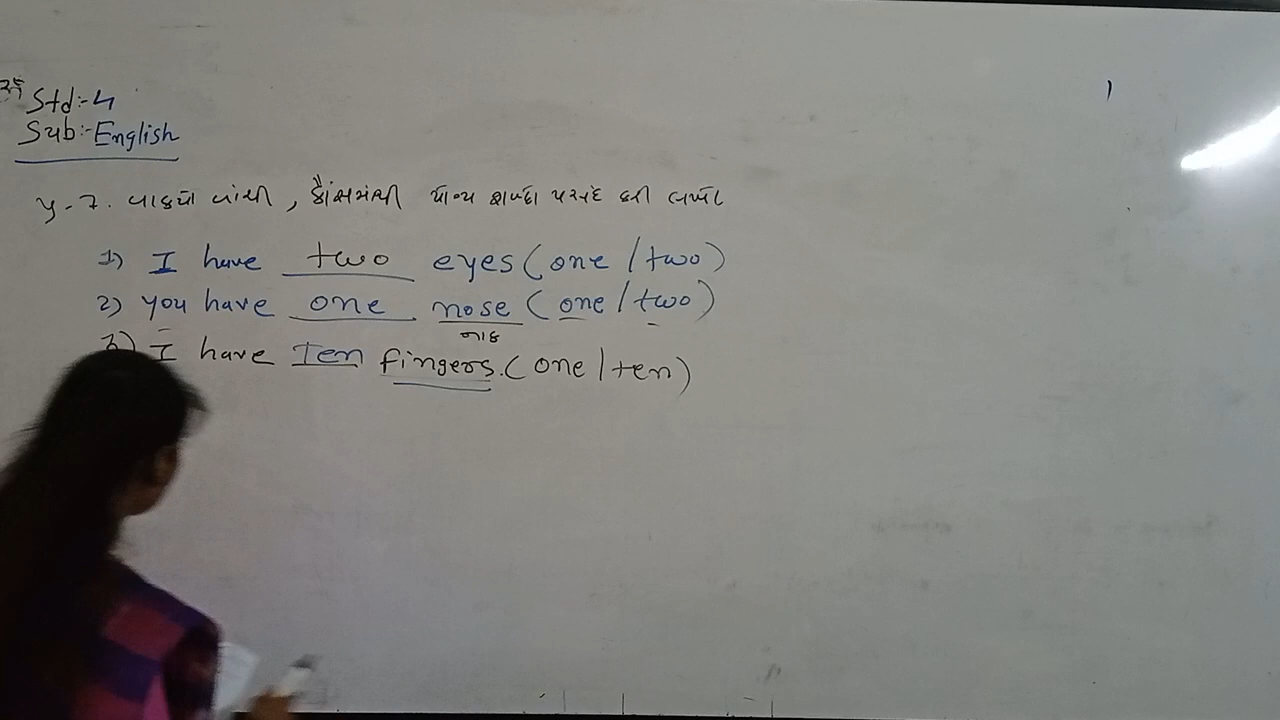 Std:-4
Sub:-English
પ્ર-7. વાક્યો વાંચી, કૌંસમાંથી યોગ્ય શબ્દો પસંદ કરી લખો
1) I have two eyes (one / two)
2) you have one nose (one / two)
નાક
3) I have Ten fingers. (one / ten)